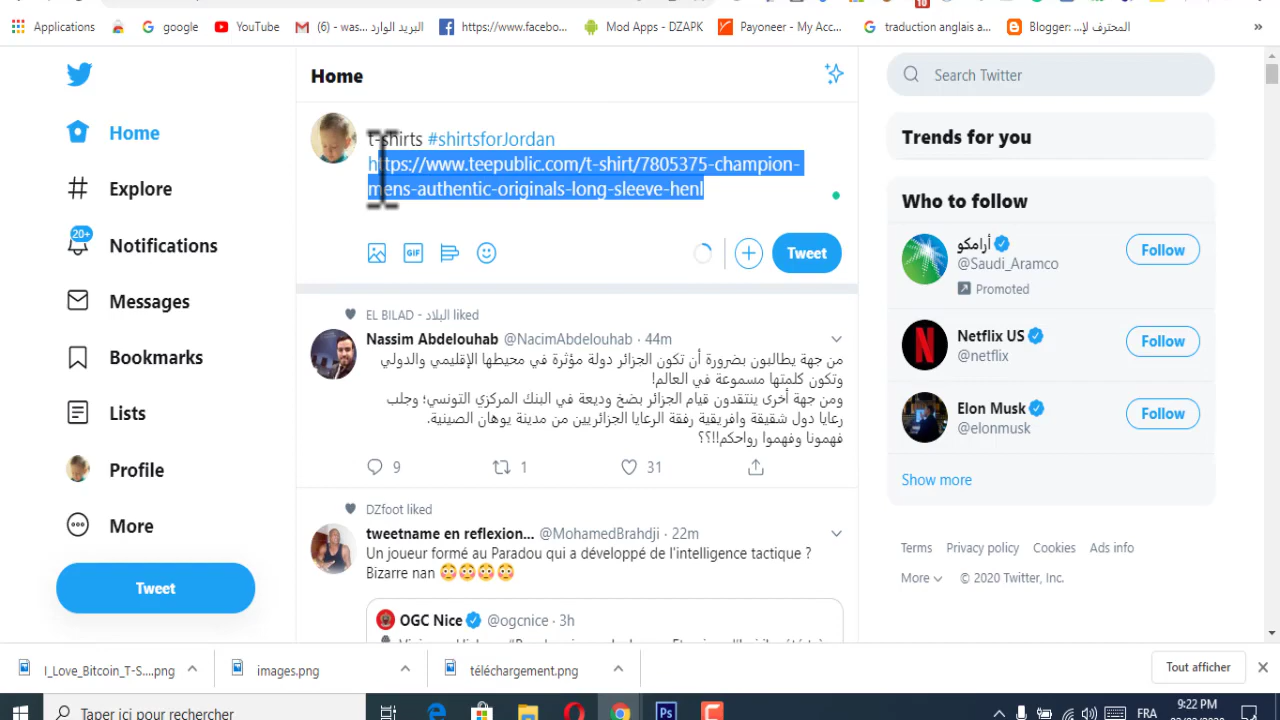 Applications
google
YouTube
(6) - was... البريد الوارد
https://www.facebo...
Mod Apps - DZAPK
Payoneer - My Acc...
traduction anglais a...
Blogger: المحترف لإ...
»
Home
Search Twitter
Home
Explore
20+
Notifications
Messages
Bookmarks
Lists
Profile
More
Tweet
t-shirts #shirtsforJordan
https://www.teepublic.com/t-shirt/7805375-champion-
mens-authentic-originals-long-sleeve-henl
GIF
Tweet
EL BILAD - البلاد liked
Nassim Abdelouhab @NacimAbdelouhab · 44m
من جهة يطالبون بضرورة أن تكون الجزائر دولة مؤثرة في محيطها الإقليمي والدولي
وتكون كلمتها مسموعة في العالم!
ومن جهة أخرى ينتقدون قيام الجزائر بضخ وديعة في البنك المركزي التونسي؛ وجلب
رعايا دول شقيقة وافريقية رفقة الرعايا الجزائريين من مدينة يوهان الصينية.
فهمونا وفهموا رواحكم!!؟؟
9
1
31
DZfoot liked
tweetname en reflexion... @MohamedBrahdji · 22m
Un joueur formé au Paradou qui a développé de l'intelligence tactique ?
Bizarre nan 😳😳😳😳
OGC Nice @ogcnice · 3h
Trends for you
Who to follow
أرامكو
@Saudi_Aramco
Promoted
Follow
Netflix US
@netflix
Follow
Elon Musk
@elonmusk
Follow
Show more
Terms Privacy policy Cookies Ads info
More © 2020 Twitter, Inc.
I_Love_Bitcoin_T-S....png
images.png
téléchargement.png
Tout afficher
Taper ici pour rechercher
Ps
FRA
9:22 PM